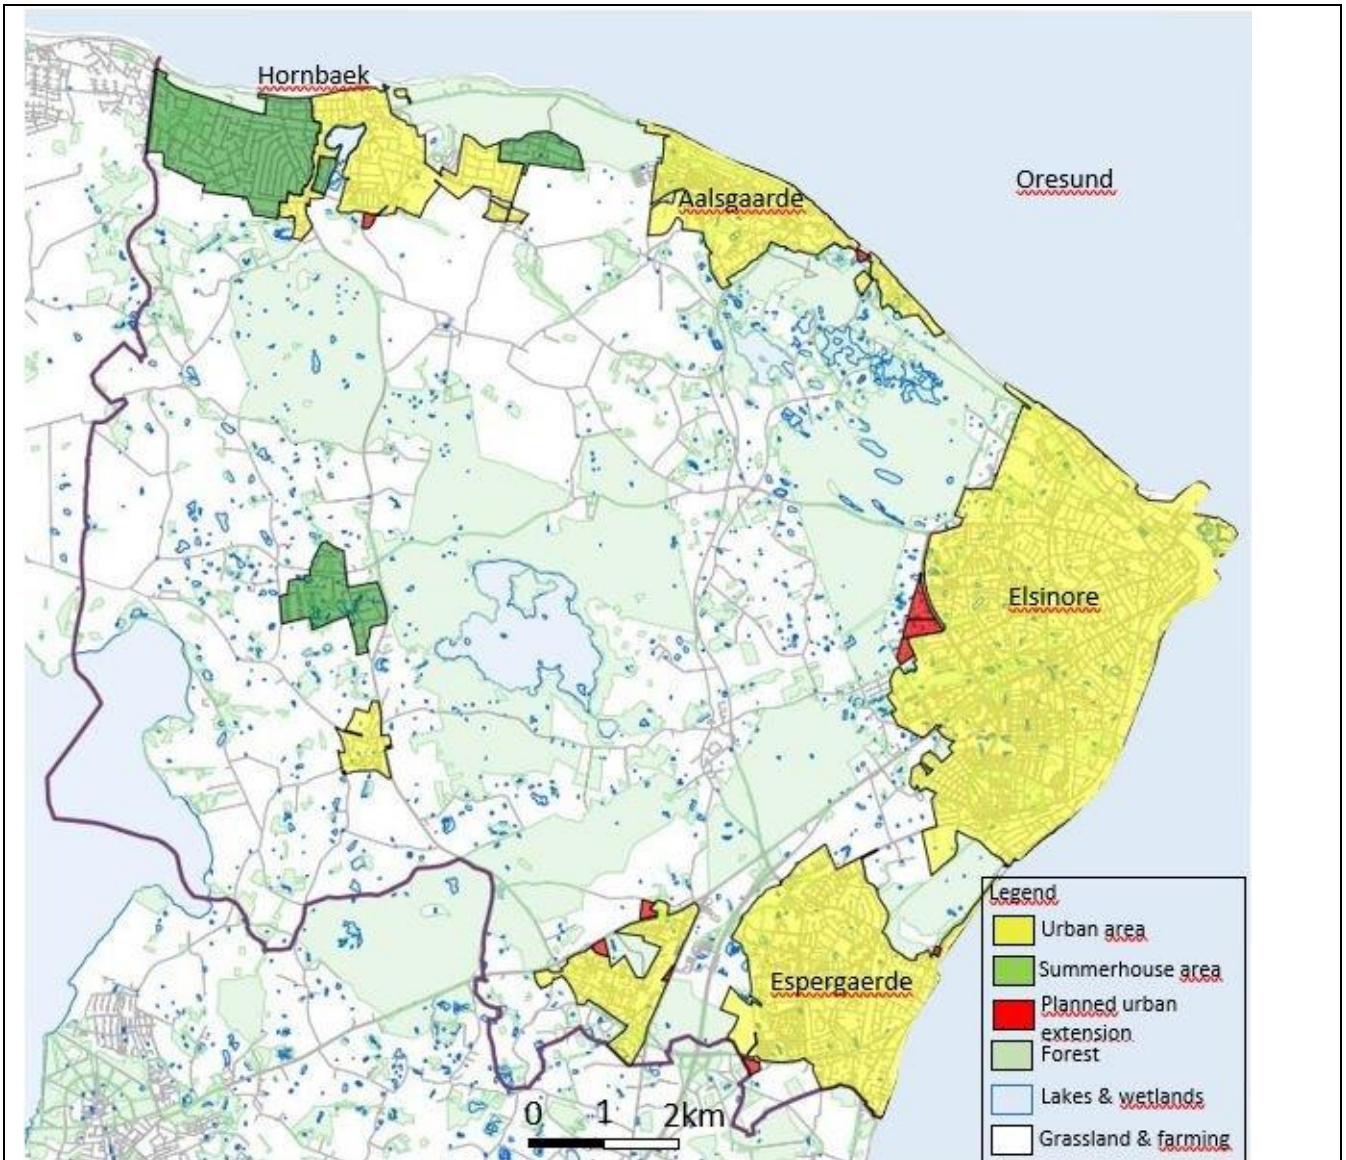 Hornbaek
Oresund
Aalsgaarde
Elsinore
Espergaerde
Legend
Urban area
Summerhouse area
Planned urban
extension
Forest
Lakes & wetlands
Grassland & farming
0 1 2km